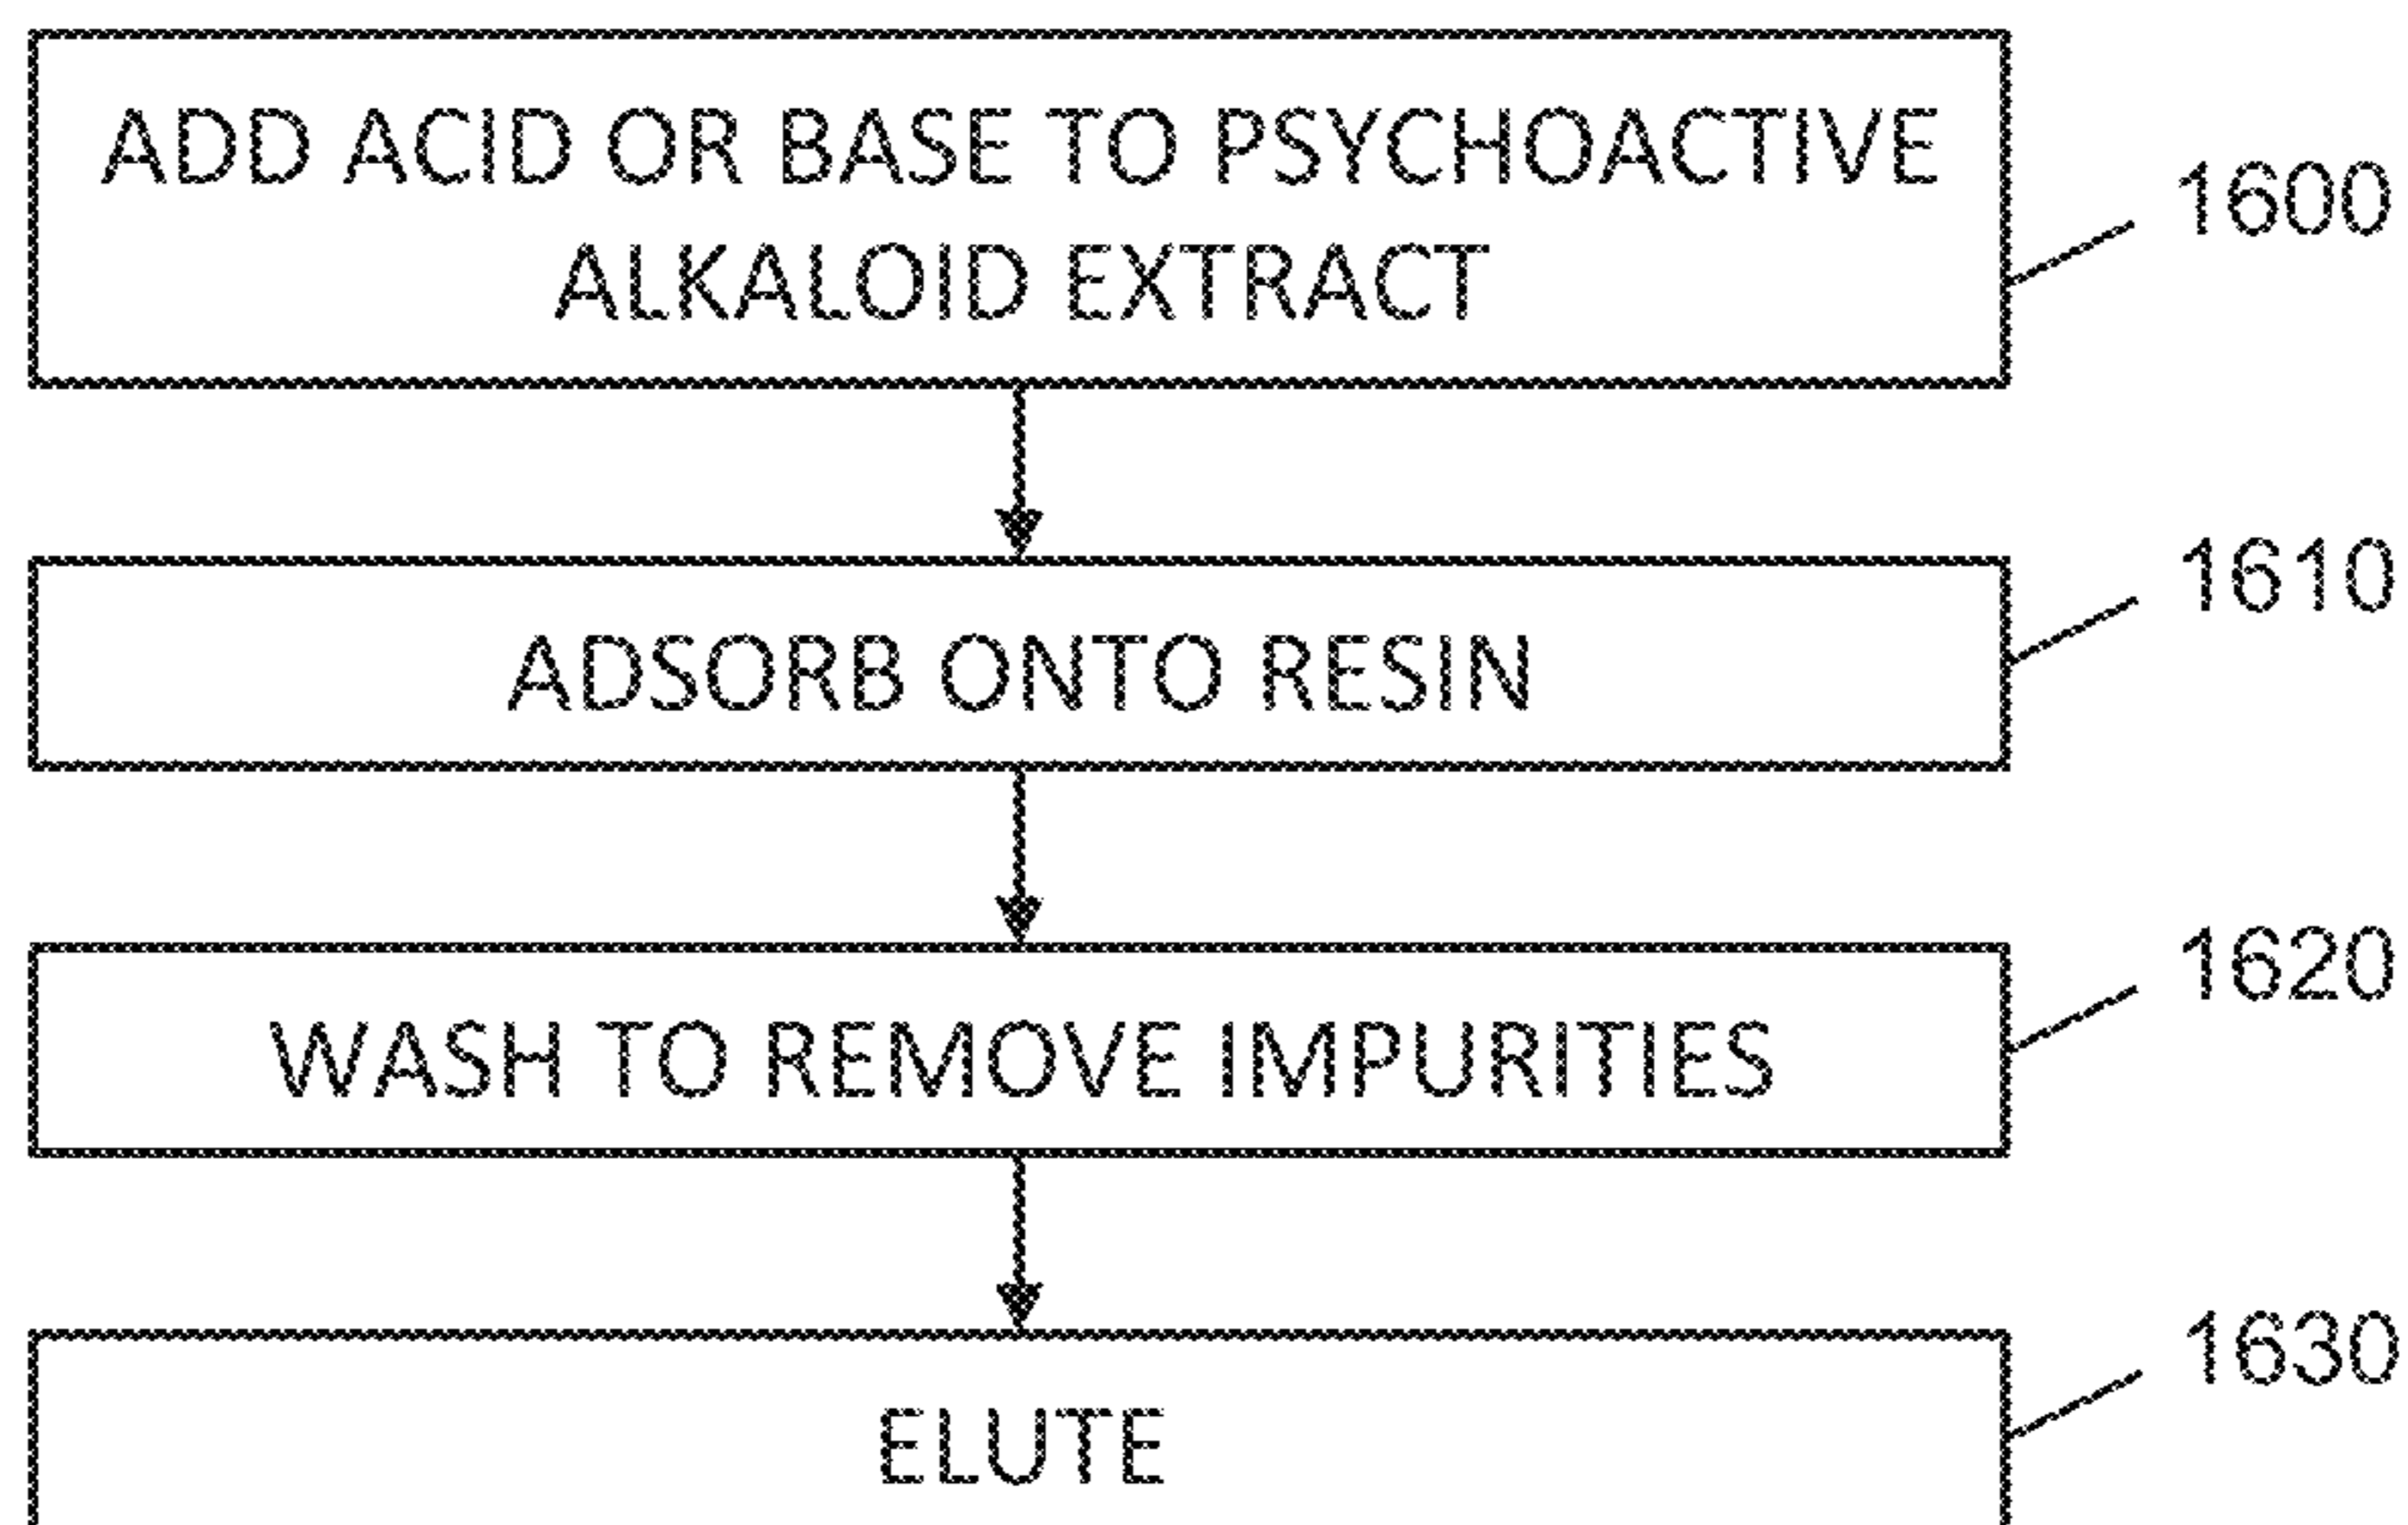 ADD ACID OR BASE TO PSYCHOACTIVE
ALKALOID EXTRACT
1600
ADSORB ONTO RESIN
1610
WASH TO REMOVE IMPURITIES
1620
ELUTE
1630